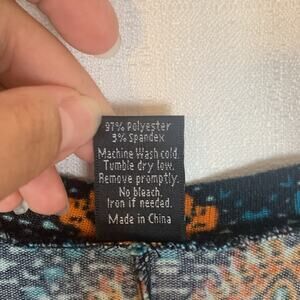 97% Polyester
3% Spandex
Machine Wash cold.
Tumble dry low.
Remove promptly.
No bleach.
Iron if needed.
Made in China